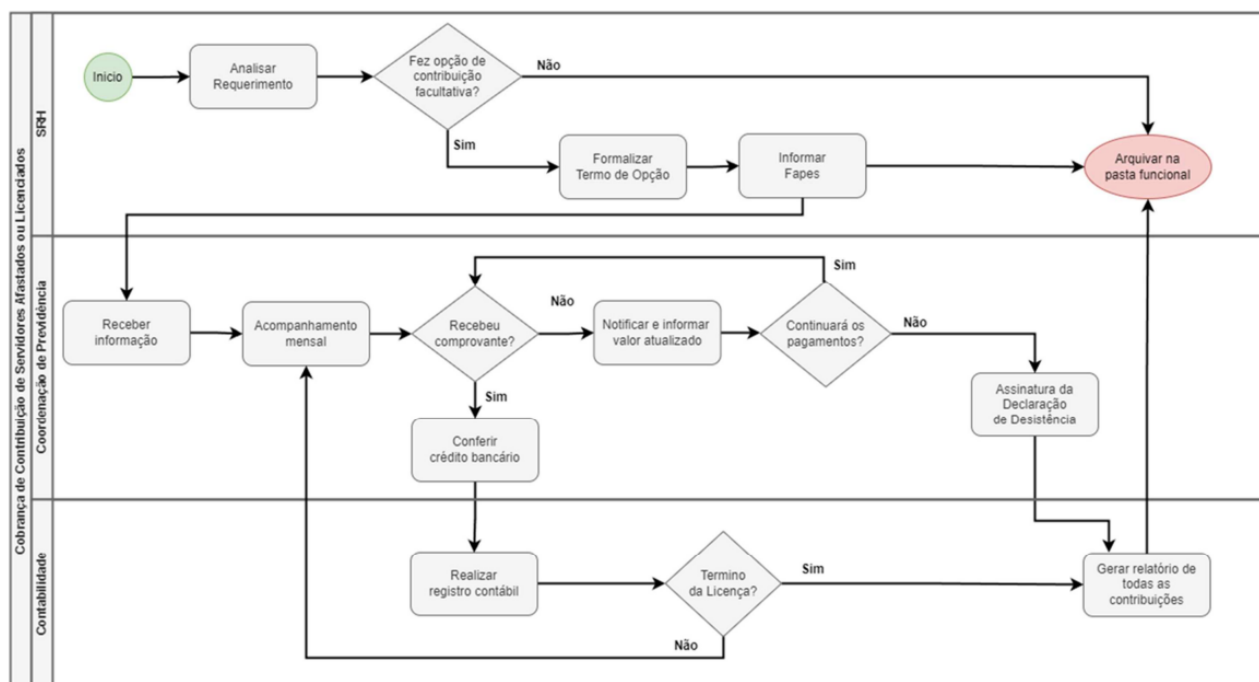 Cobrança de Contribuição de Servidores Afastados ou Licenciados
SRH
Inicio
Analisar
Requerimento
Fez opção de
contribuição
facultativa?
Não
Sim
Formalizar
Termo de Opção
Informar
Fapes
Arquivar na
pasta funcional
Coordenação de Previdência
Receber
informação
Acompanhamento
mensal
Recebeu
comprovante?
Não
Sim
Notificar e informar
valor atualizado
Continuará os
pagamentos?
Sim
Não
Assinatura da
Declaração
de Desistência
Conferir
crédito bancário
Contabilidade
Realizar
registro contábil
Termino
da Licença?
Sim
Não
Gerar relatório de
todas as
contribuições